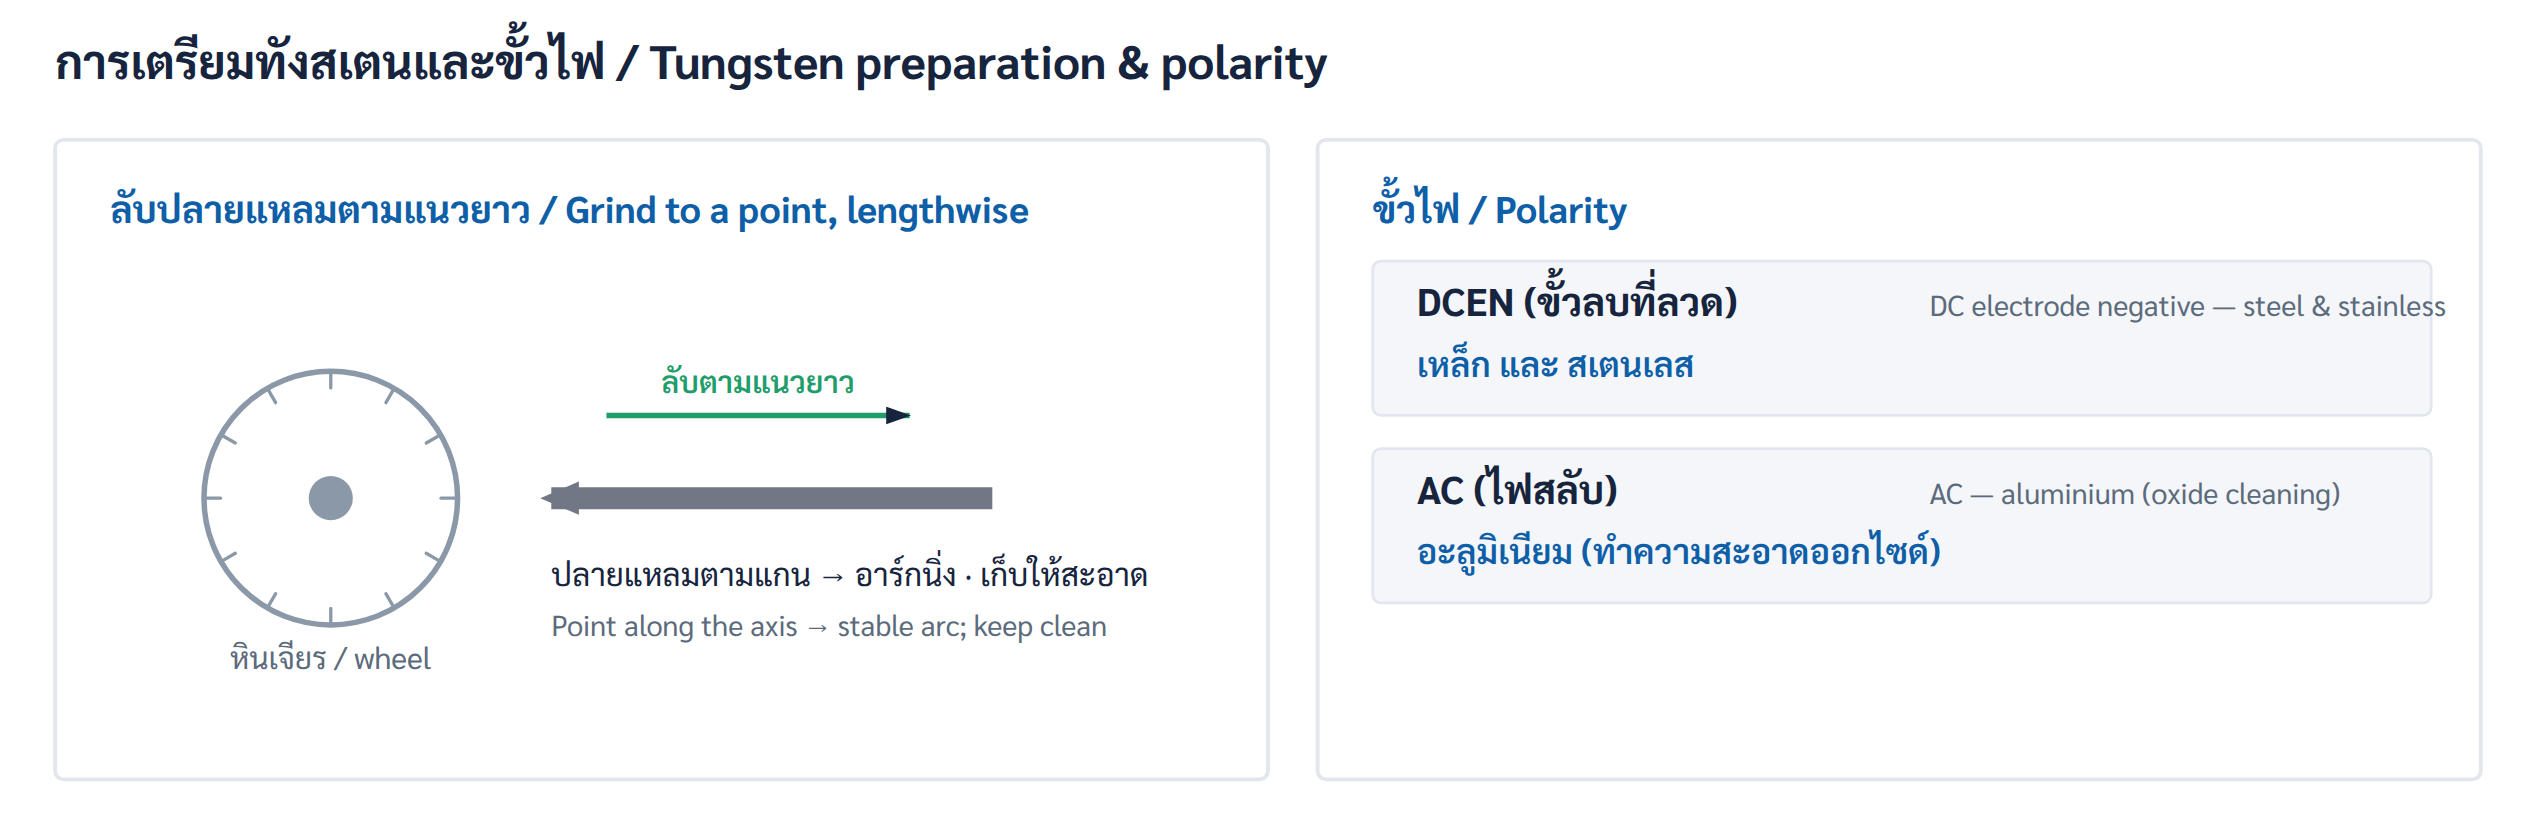 การเตรียมทังสเตนและขั้วไฟ / Tungsten preparation & polarity
ลับปลายแหลมตามแนวยาว / Grind to a point, lengthwise
ลับตามแนวยาว
ปลายแหลมตามแกน → อาร์กนิ่ง · เก็บให้สะอาด
Point along the axis → stable arc; keep clean
หินเจียร / wheel
ขั้วไฟ / Polarity
DCEN (ขั้วลบที่ลวด)
DC electrode negative — steel & stainless
เหล็ก และ สเตนเลส
AC (ไฟสลับ)
AC — aluminium (oxide cleaning)
อะลูมิเนียม (ทำความสะอาดออกไซด์)